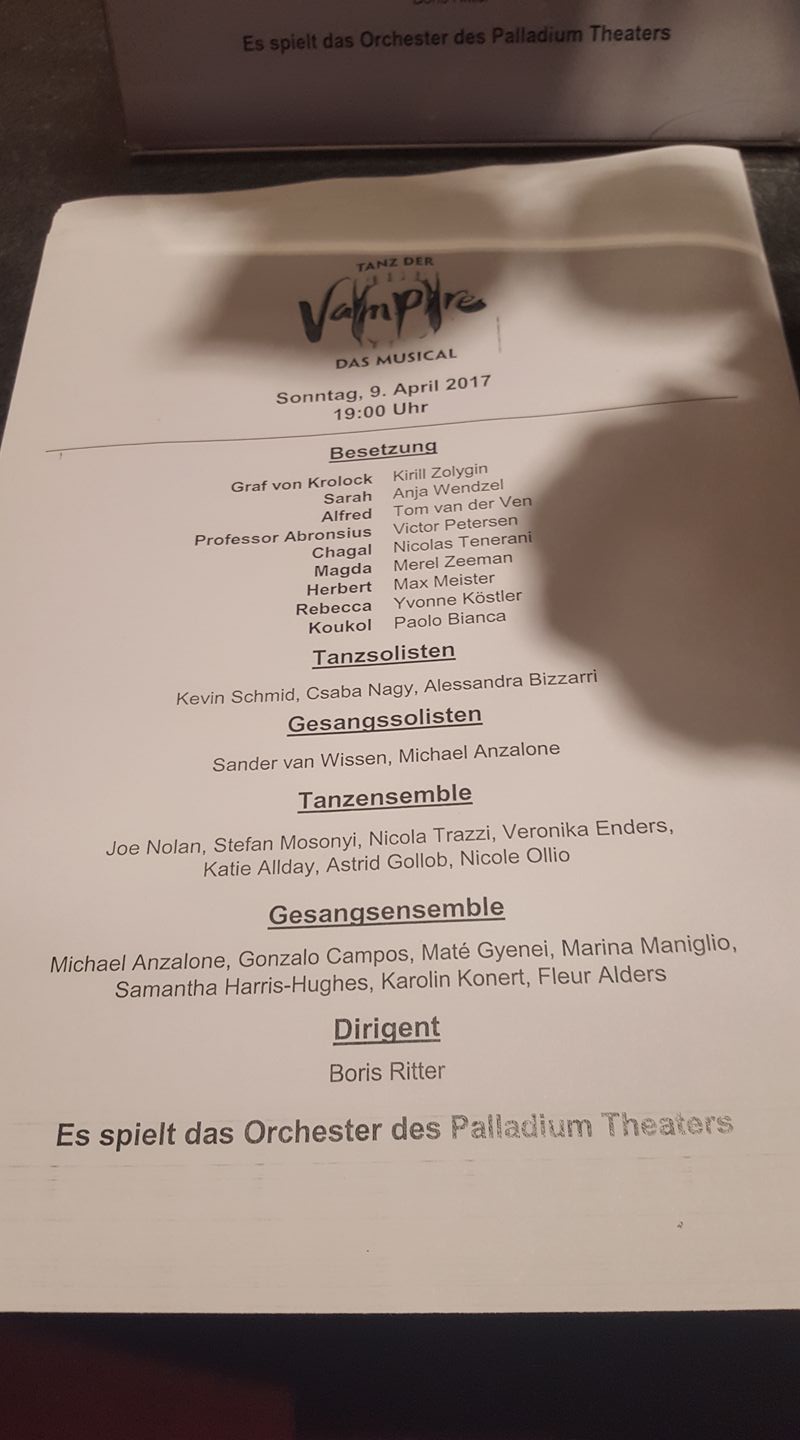 Es spielt das Orchester des Palladium Theaters
TANZ DER
Vampire
DAS MUSICAL
Sonntag, 9. April 2017
19:00 Uhr
Besetzung
Graf von Krolock Kirill Zolygin
Sarah Anja Wendzel
Alfred Tom van der Ven
Professor Abronsius Victor Petersen
Chagal Nicolas Tenerani
Magda Merel Zeeman
Herbert Max Meister
Rebecca Yvonne Köstler
Koukol Paolo Bianca
Tanzsolisten
Kevin Schmid, Csaba Nagy, Alessandra Bizzarri
Gesangssolisten
Sander van Wissen, Michael Anzalone
Tanzensemble
Joe Nolan, Stefan Mosonyi, Nicola Trazzi, Veronika Enders,
Katie Allday, Astrid Gollob, Nicole Ollio
Gesangsensemble
Michael Anzalone, Gonzalo Campos, Maté Gyenei, Marina Maniglio,
Samantha Harris-Hughes, Karolin Konert, Fleur Alders
Dirigent
Boris Ritter
Es spielt das Orchester des Palladium Theaters